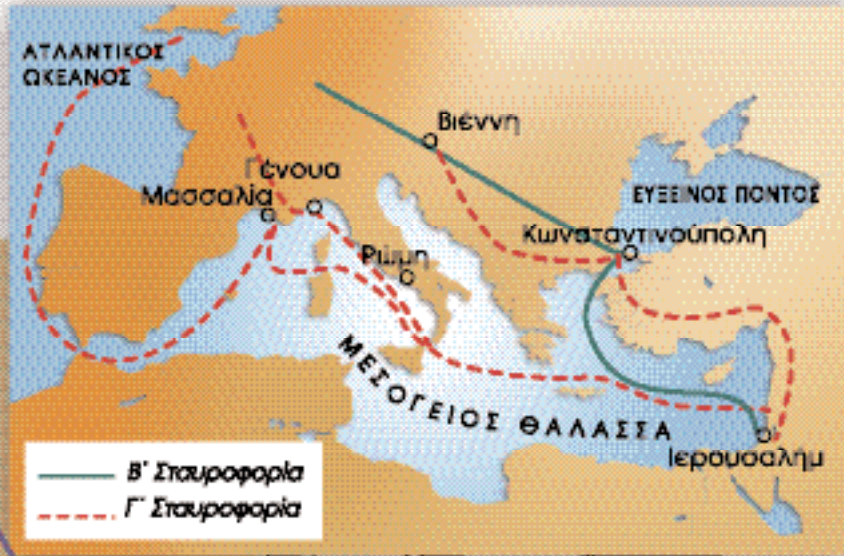 ΑΤΛΑΝΤΙΚΟΣ
ΩΚΕΑΝΟΣ
Βιέννη
Γένουα
Μασσαλία
ΕΥΞΕΙΝΟΣ ΠΟΝΤΟΣ
Κωνσταντινούπολη
Ρώμη
ΜΕΣΟΓΕΙΟΣ ΘΑΛΑΣΣΑ
Ιερουσαλήμ
Β΄ Σταυροφορία
Γ΄ Σταυροφορία